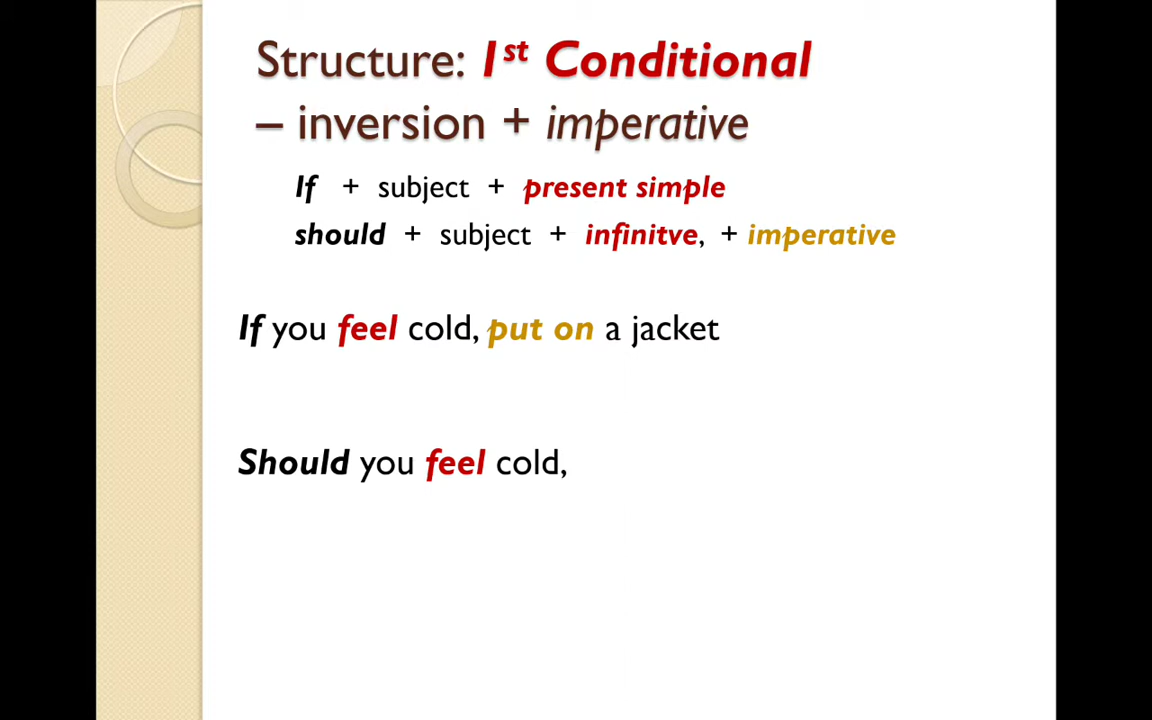 Structure: 1st Conditional
– inversion + imperative
If + subject + present simple
should + subject + infinitve, + imperative
If you feel cold, put on a jacket
Should you feel cold,